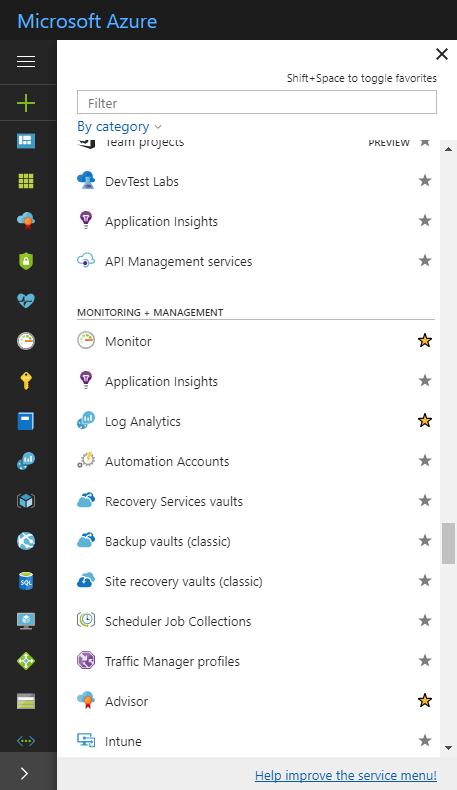 Microsoft Azure
Shift+Space to toggle favorites
Filter
By category
Team projects PREVIEW
DevTest Labs
Application Insights
API Management services
MONITORING + MANAGEMENT
Monitor
Application Insights
Log Analytics
Automation Accounts
Recovery Services vaults
Backup vaults (classic)
Site recovery vaults (classic)
Scheduler Job Collections
Traffic Manager profiles
Advisor
SQL
Intune
Help improve the service menu!